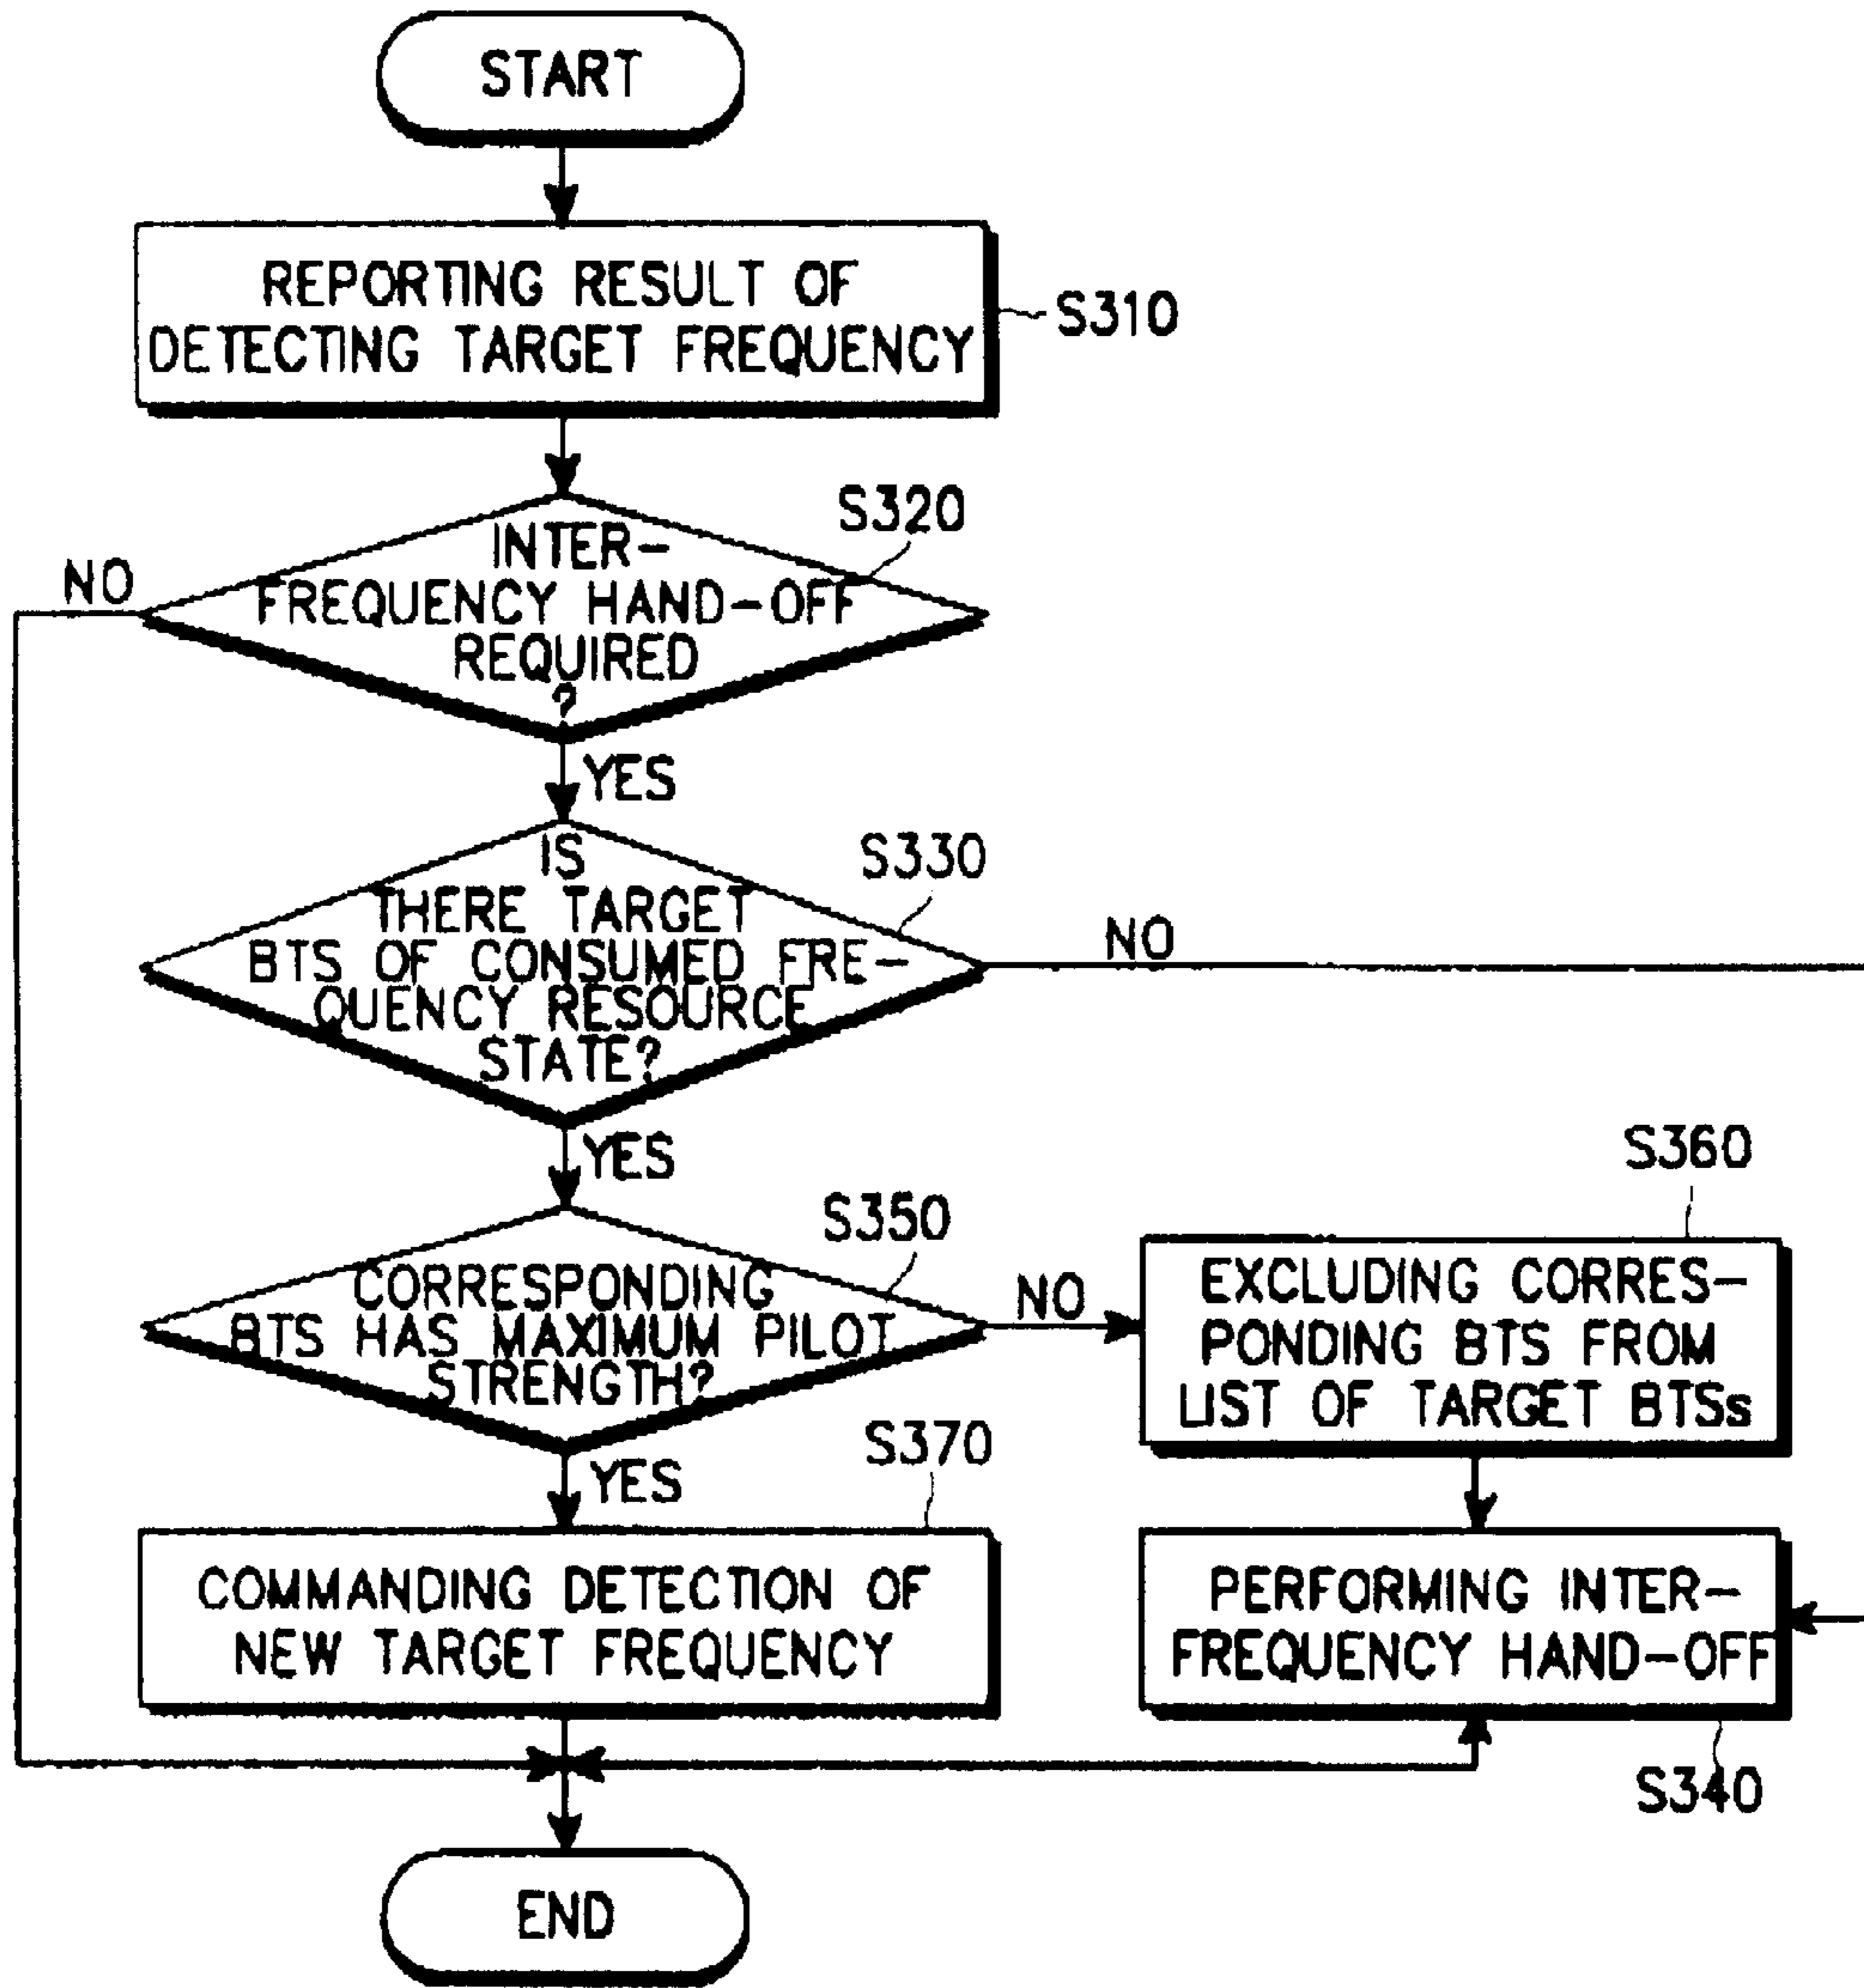 START
REPORTING RESULT OF
DETECTING TARGET FREQUENCY
S310
S320
INTER-
FREQUENCY HAND-OFF
REQUIRED
?
NO
YES
S330
IS
THERE TARGET
BTS OF CONSUMED FRE-
QUENCY RESOURCE
STATE?
NO
YES
S350
CORRESPONDING
BTS HAS MAXIMUM PILOT
STRENGTH?
NO
YES
S360
EXCLUDING CORRES-
PONDING BTS FROM
LIST OF TARGET BTSs
S370
COMMANDING DETECTION OF
NEW TARGET FREQUENCY
PERFORMING INTER-
FREQUENCY HAND-OFF
S340
END